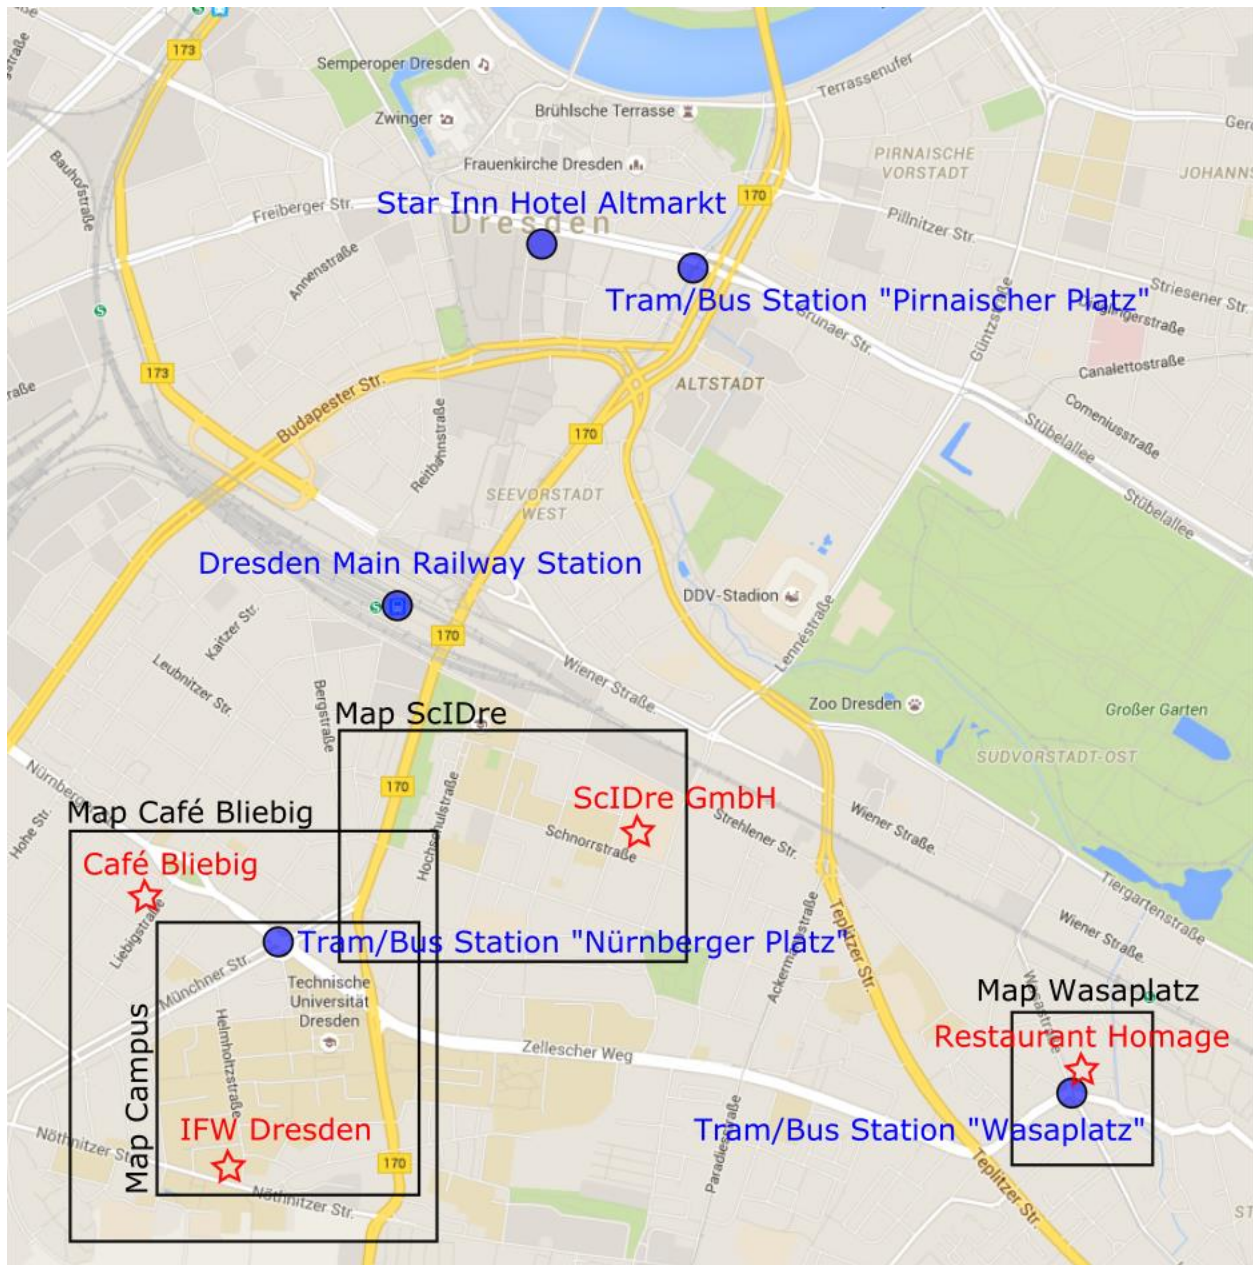 173
Semperoper Dresden
Terrassenufer
Zwinger
Brühlsche Terrasse
Bauhofstraße
Frauenkirche Dresden
PIRNAISCHE
VORSTADT
JOHANNS
Freiberger Str.
Star Inn Hotel Altmarkt
170
Dresden
Pillnitzer Str.
Annenstraße
Tram/Bus Station "Pirnaischer Platz"
Striesener Str.
Grunaer Str.
Güntzstraße
173
Budapester Str.
ALTSTADT
Canalettostraße
Reitbahnstraße
170
Stübelallee
Comeniusstraße
SEEVORSTADT
WEST
Stübelallee
Dresden Main Railway Station
DDV-Stadion
Lennéstraße
Kaitzer Str.
170
Leubnitzer Str.
Wiener Straße.
Bergstraße
Zoo Dresden
Großer Garten
Map ScIDre
SÜDVORSTADT-OST
Nürnberg
170
Hochschulstraße
ScIDre GmbH
Map Café Bliebig
Hohe Str.
Schnorrstraße
Strehlener Str.
Wiener Straße.
Café Bliebig
Tiergartenstraße
Liebigstraße
Teplitzer Str.
Ackermannstraße
Wiener Straße.
Tram/Bus Station "Nürnberger Platz"
Münchner Str.
Technische
Universität
Dresden
Wasastraße
Map Wasaplatz
Map Campus
Helmholtzstraße
Zellescher Weg
Restaurant Homage
IFW Dresden
Tram/Bus Station "Wasaplatz"
Nöthnitzer Str.
Paradiesstraße
170
Nöthnitzer Str.
Teplitzer Str.
ST